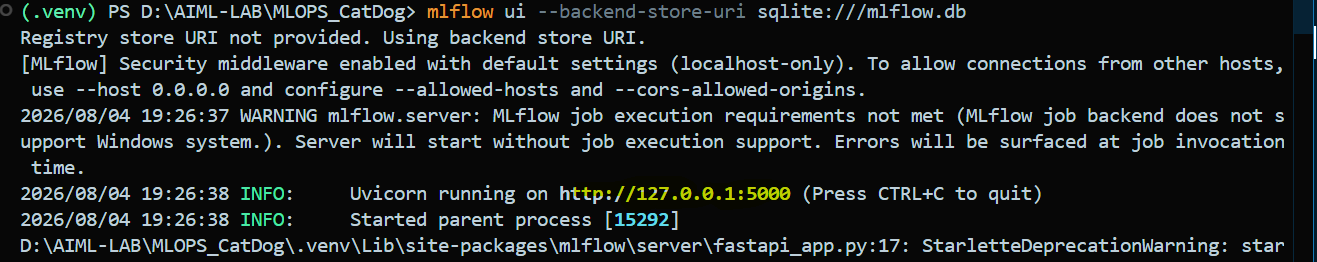 (.venv) PS D:\AIML-LAB\MLOPS_CatDog> mlflow ui --backend-store-uri sqlite:///mlflow.db
Registry store URI not provided. Using backend store URI.
[MLflow] Security middleware enabled with default settings (localhost-only). To allow connections from other hosts,
 use --host 0.0.0.0 and configure --allowed-hosts and --cors-allowed-origins.
2026/08/04 19:26:37 WARNING mlflow.server: MLflow job execution requirements not met (MLflow job backend does not s
upport Windows system.). Server will start without job execution support. Errors will be surfaced at job invocation
 time.
2026/08/04 19:26:38 INFO:     Uvicorn running on http://127.0.0.1:5000 (Press CTRL+C to quit)
2026/08/04 19:26:38 INFO:     Started parent process [15292]
D:\AIML-LAB\MLOPS_CatDog\.venv\Lib\site-packages\mlflow\server\fastapi_app.py:17: StarletteDeprecationWarning: star